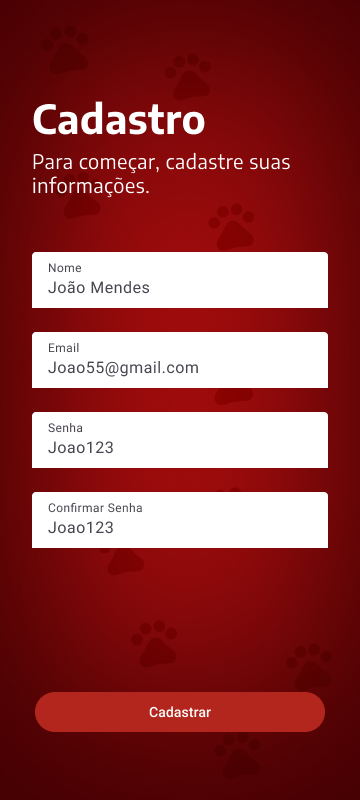 Cadastro
Para começar, cadastre suas
informações.
Nome
João Mendes
Email
Joao55@gmail.com
Senha
Joao123
Confirmar Senha
Joao123
Cadastrar